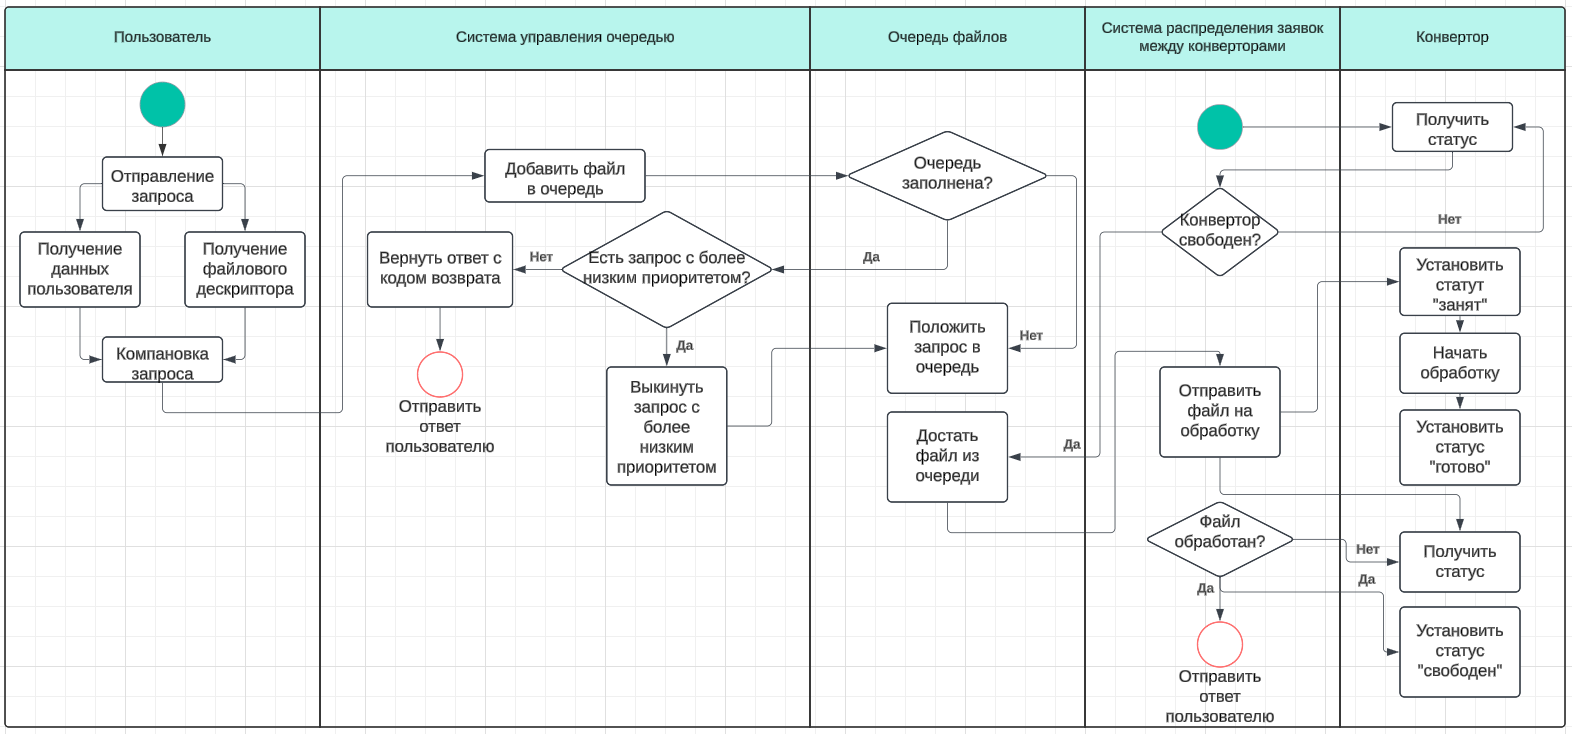 Пользователь
Система управления очередью
Очередь файлов
Система распределения заявок
между конверторами
Конвертор
Отправление
запроса
Получение
данных
пользователя
Получение
файлового
дескриптора
Компановка
запроса
Добавить файл
в очередь
Вернуть ответ с
кодом возврата
Нет
Есть запрос с более
низким приоритетом?
Да
Отправить
ответ
пользователю
Да
Выкинуть
запрос с
более
низким
приоритетом
Очередь
заполнена?
Нет
Положить
запрос в
очередь
Достать
файл из
очереди
Да
Конвертор
свободен?
Нет
Отправить
файл на
обработку
Файл
обработан?
Нет
Да
Да
Отправить
ответ
пользователю
Получить
статус
Установить
статут
"занят"
Начать
обработку
Установить
статус
"готово"
Получить
статус
Установить
статус
"свободен"